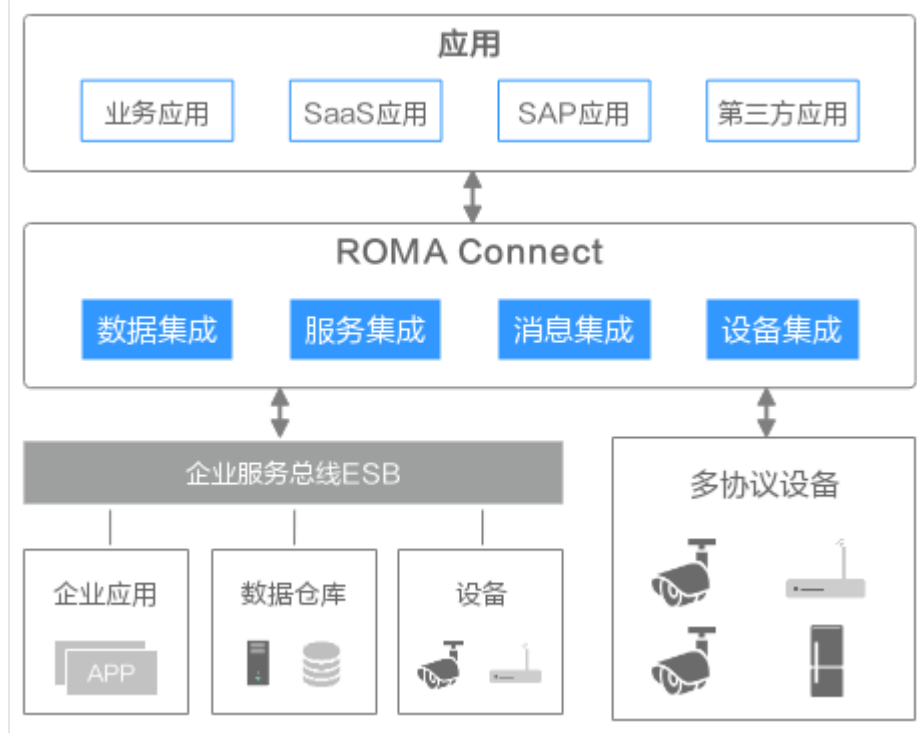 应用
业务应用
SaaS应用
SAP应用
第三方应用
ROMA Connect
数据集成
服务集成
消息集成
设备集成
企业服务总线ESB
多协议设备
企业应用
数据仓库
设备
APP